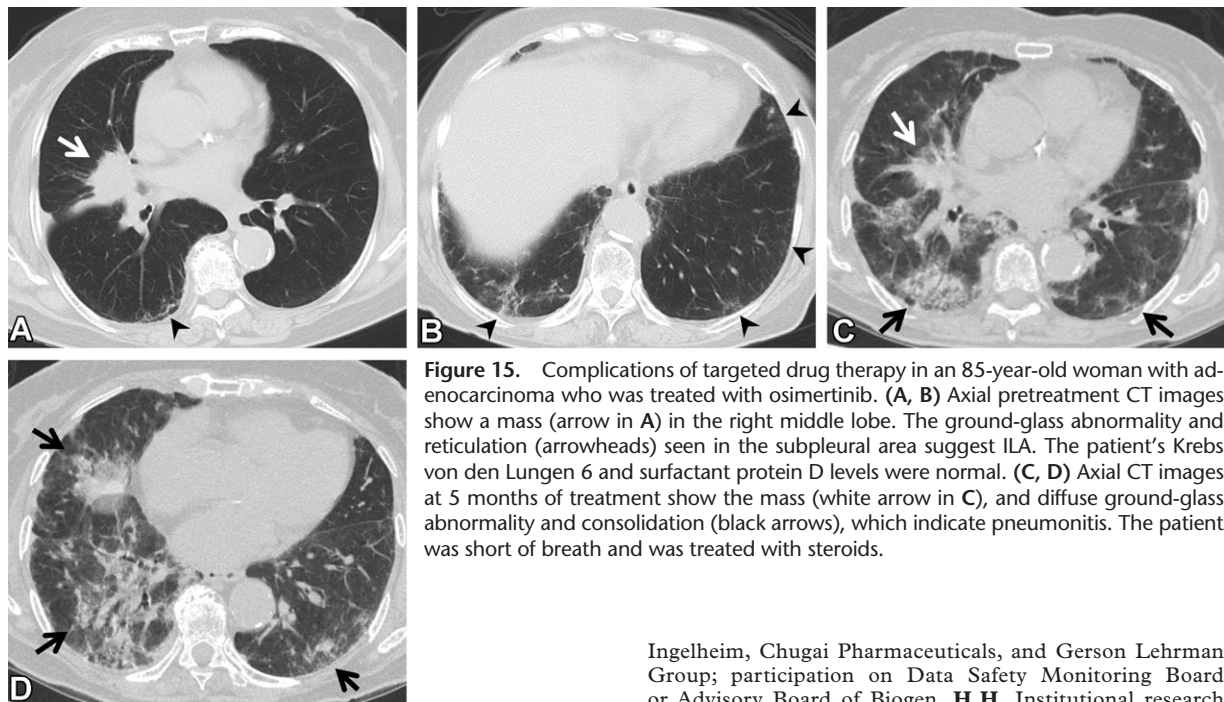 A
B
C
D
Figure 15. Complications of targeted drug therapy in an 85-year-old woman with ad-
enocarcinoma who was treated with osimertinib. (A, B) Axial pretreatment CT images
show a mass (arrow in A) in the right middle lobe. The ground-glass abnormality and
reticulation (arrowheads) seen in the subpleural area suggest ILA. The patient's Krebs
von den Lungen 6 and surfactant protein D levels were normal. (C, D) Axial CT images
at 5 months of treatment show the mass (white arrow in C), and diffuse ground-glass
abnormality and consolidation (black arrows), which indicate pneumonitis. The patient
was short of breath and was treated with steroids.
Ingelheim, Chugai Pharmaceuticals, and Gerson Lehrman
Group; participation on Data Safety Monitoring Board
or Advisory Board of Biogen. H.H. Institutional research